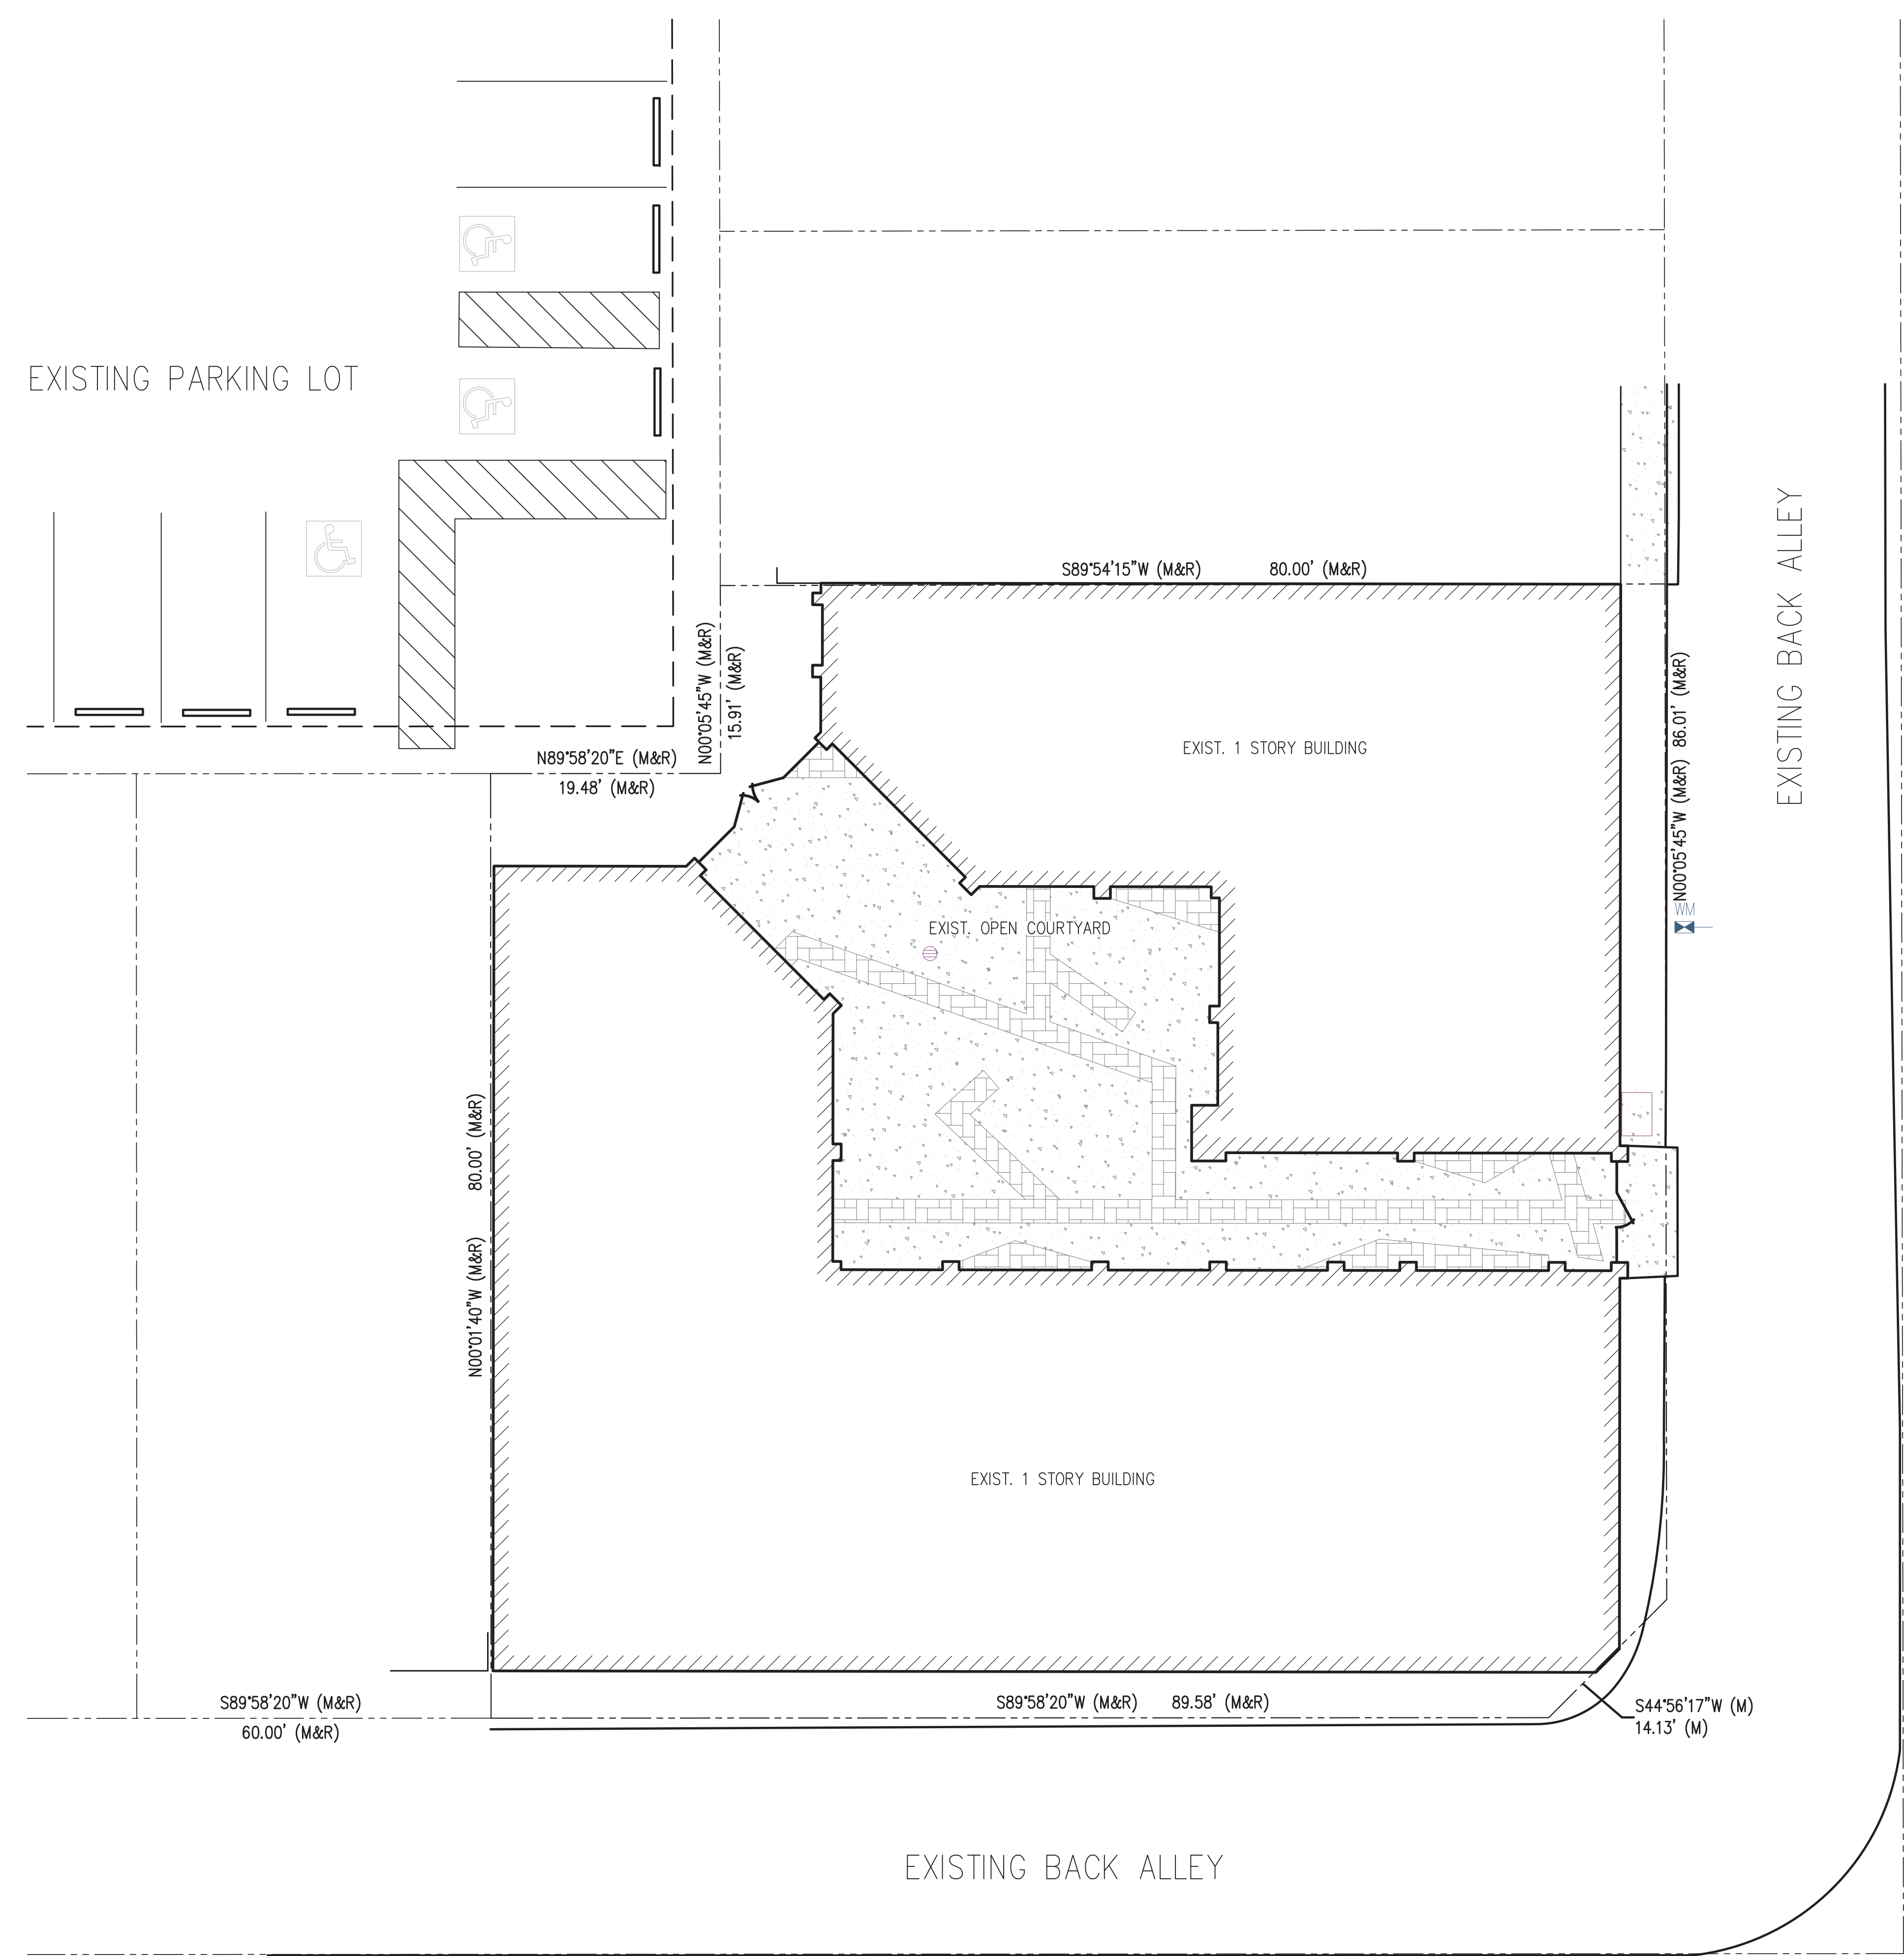 EXISTING PARKING LOT
S89°54'15"W (M&R) 80.00' (M&R)
EXISTING BACK ALLEY
N00°05'45"W (M&R)
15.91' (M&R)
N00°05'45"W (M&R) 86.01' (M&R)
EXIST. 1 STORY BUILDING
N89°58'20"E (M&R)
19.48' (M&R)
WM
EXIST. OPEN COURTYARD
N00°01'40"W (M&R) 80.00' (M&R)
EXIST. 1 STORY BUILDING
S89°58'20"W (M&R)
60.00' (M&R)
S89°58'20"W (M&R) 89.58' (M&R)
S44°56'17"W (M)
14.13' (M)
EXISTING BACK ALLEY